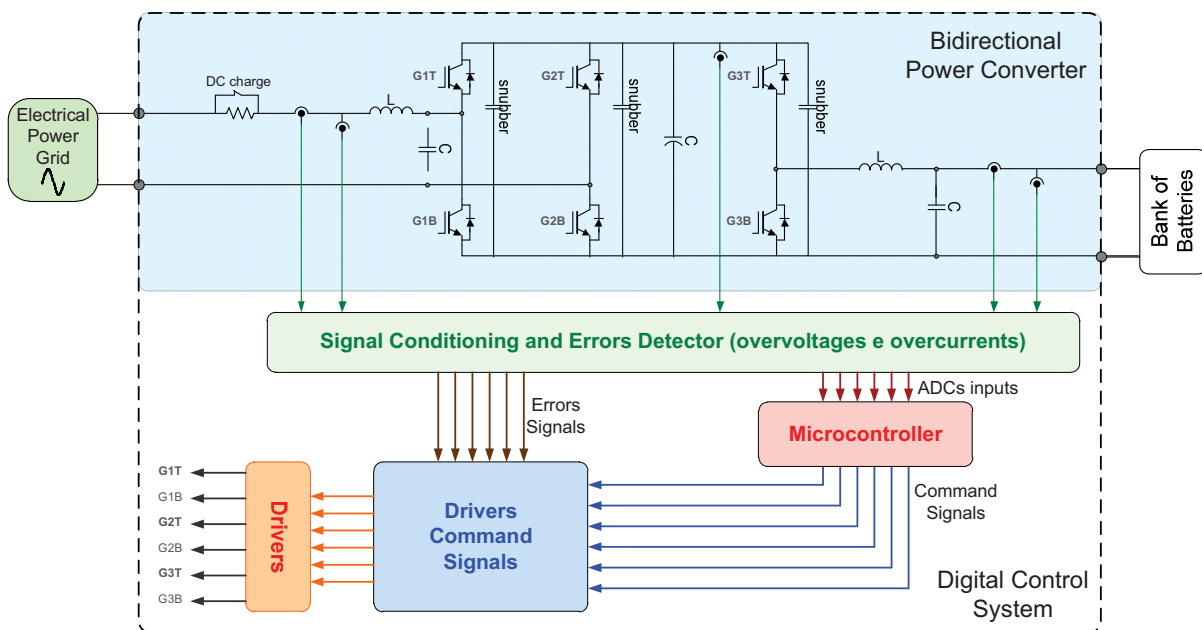 Bidirectional
Power Converter
DC charge
L
G1T
snubber
G2T
snubber
G3T
snubber
Electrical
Power
Grid
C
C
L
G1B
G2B
G3B
C
Bank of
Batteries
Signal Conditioning and Errors Detector (overvoltages e overcurrents)
Errors
Signals
ADCs inputs
Microcontroller
Command
Signals
Drivers
Command
Signals
Drivers
G1T
G1B
G2T
G2B
G3T
G3B
Digital Control
System